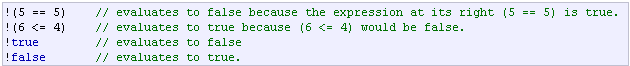 !(5 == 5)    // evaluates to false because the expression at its right (5 == 5) is true.
!(6 <= 4)    // evaluates to true because (6 <= 4) would be false.
!true        // evaluates to false
!false       // evaluates to true.